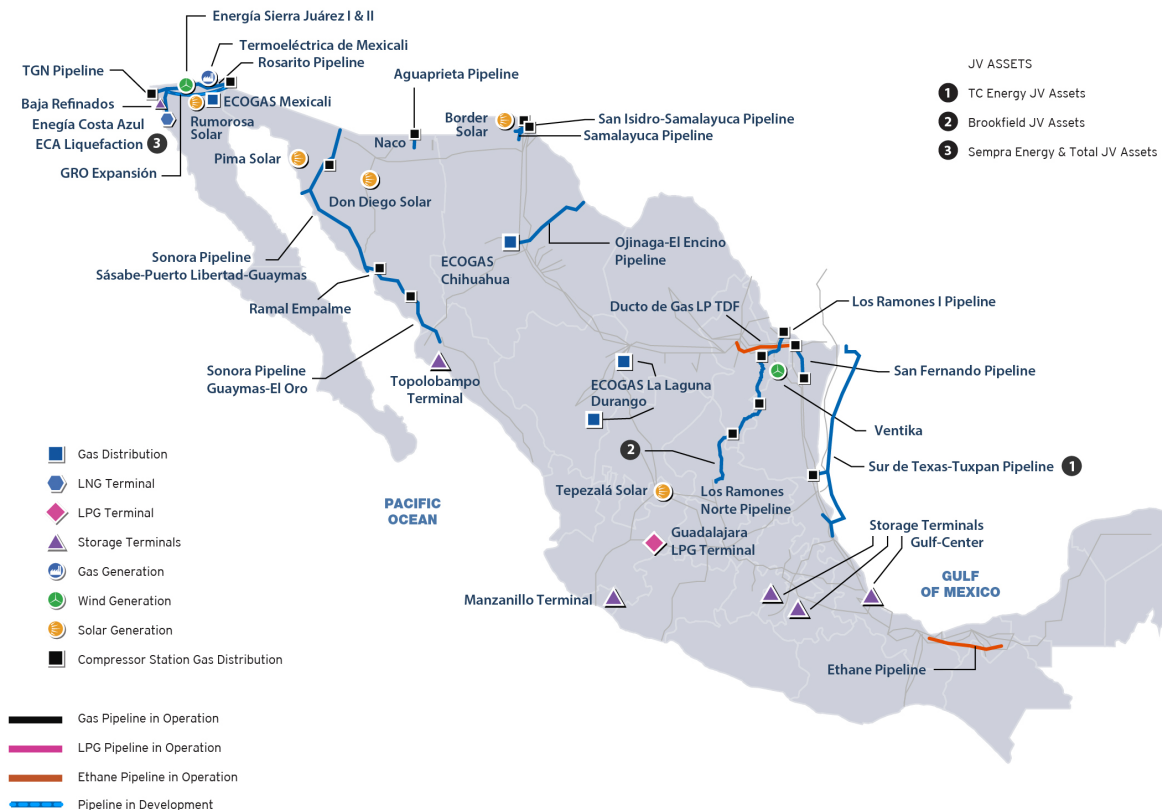 Energía Sierra Juárez I & II
Termoeléctrica de Mexicali
Rosarito Pipeline
TGN Pipeline
Baja Refinados
ECOGAS Mexicali
Enegía Costa Azul
ECA Liquefaction 3
Rumorosa
Solar
GRO Expansión
Pima Solar
Aguaprieta Pipeline
Naco
Don Diego Solar
Border
Solar
San Isidro-Samalayuca Pipeline
Samalayuca Pipeline
JV ASSETS
1 TC Energy JV Assets
2 Brookfield JV Assets
3 Sempra Energy & Total JV Assets
Sonora Pipeline
Sásabe-Puerto Libertad-Guaymas
Ramal Empalme
ECOGAS
Chihuahua
Ojinaga-El Encino
Pipeline
Ducto de Gas LP TDF
Los Ramones I Pipeline
Sonora Pipeline
Guaymas-El Oro
Topolobampo
Terminal
ECOGAS La Laguna
Durango
San Fernando Pipeline
Ventika
2
Sur de Texas-Tuxpan Pipeline 1
Tepezalá Solar
Los Ramones
Norte Pipeline
PACIFIC
OCEAN
Guadalajara
LPG Terminal
Storage Terminals
Gulf-Center
GULF
OF MEXICO
Manzanillo Terminal
Ethane Pipeline
Gas Distribution
LNG Terminal
LPG Terminal
Storage Terminals
Gas Generation
Wind Generation
Solar Generation
Compressor Station Gas Distribution
Gas Pipeline in Operation
LPG Pipeline in Operation
Ethane Pipeline in Operation
Pipeline in Development